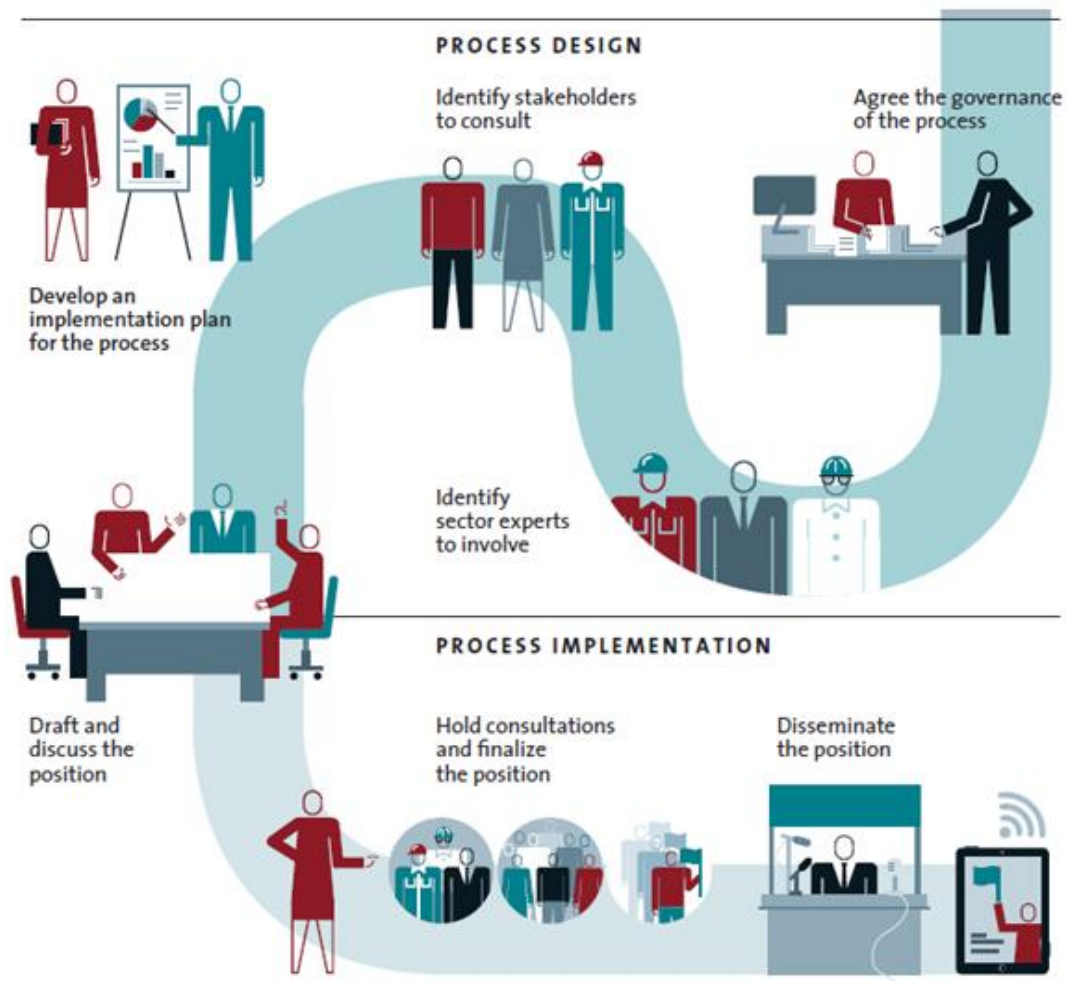 PROCESS DESIGN
Identify stakeholders
to consult
Agree the governance
of the process
Develop an
implementation plan
for the process
Identify
sector experts
to involve
PROCESS IMPLEMENTATION
Draft and
discuss the
position
Hold consultations
and finalize
the position
Disseminate
the position